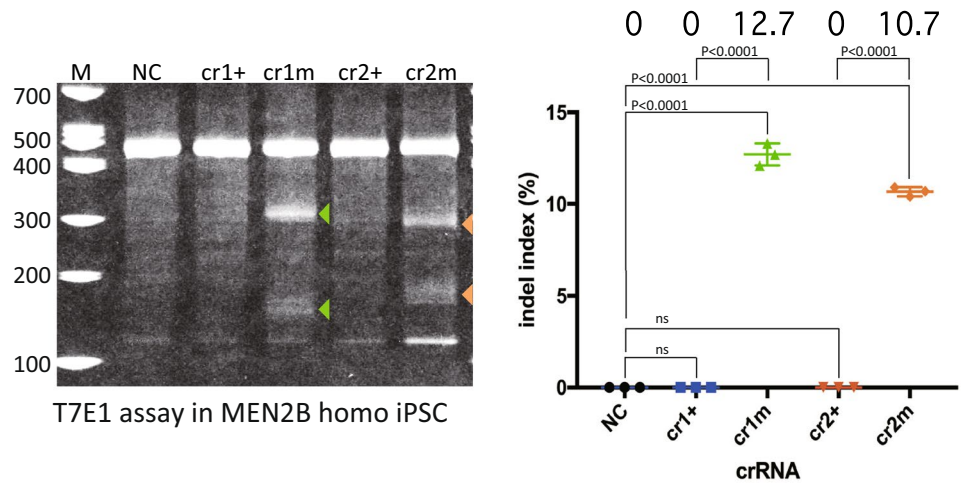 M NC cr1+ cr1m cr2+ cr2m
700
500
400
300
200
100
T7E1 assay in MEN2B homo iPSC
0 0 12.7 0 10.7
P<0.0001 P<0.0001
P<0.0001
P<0.0001
15
10
5
0
indel index (%)
ns
ns
NC cr1+ cr1m cr2+ cr2m
crRNA